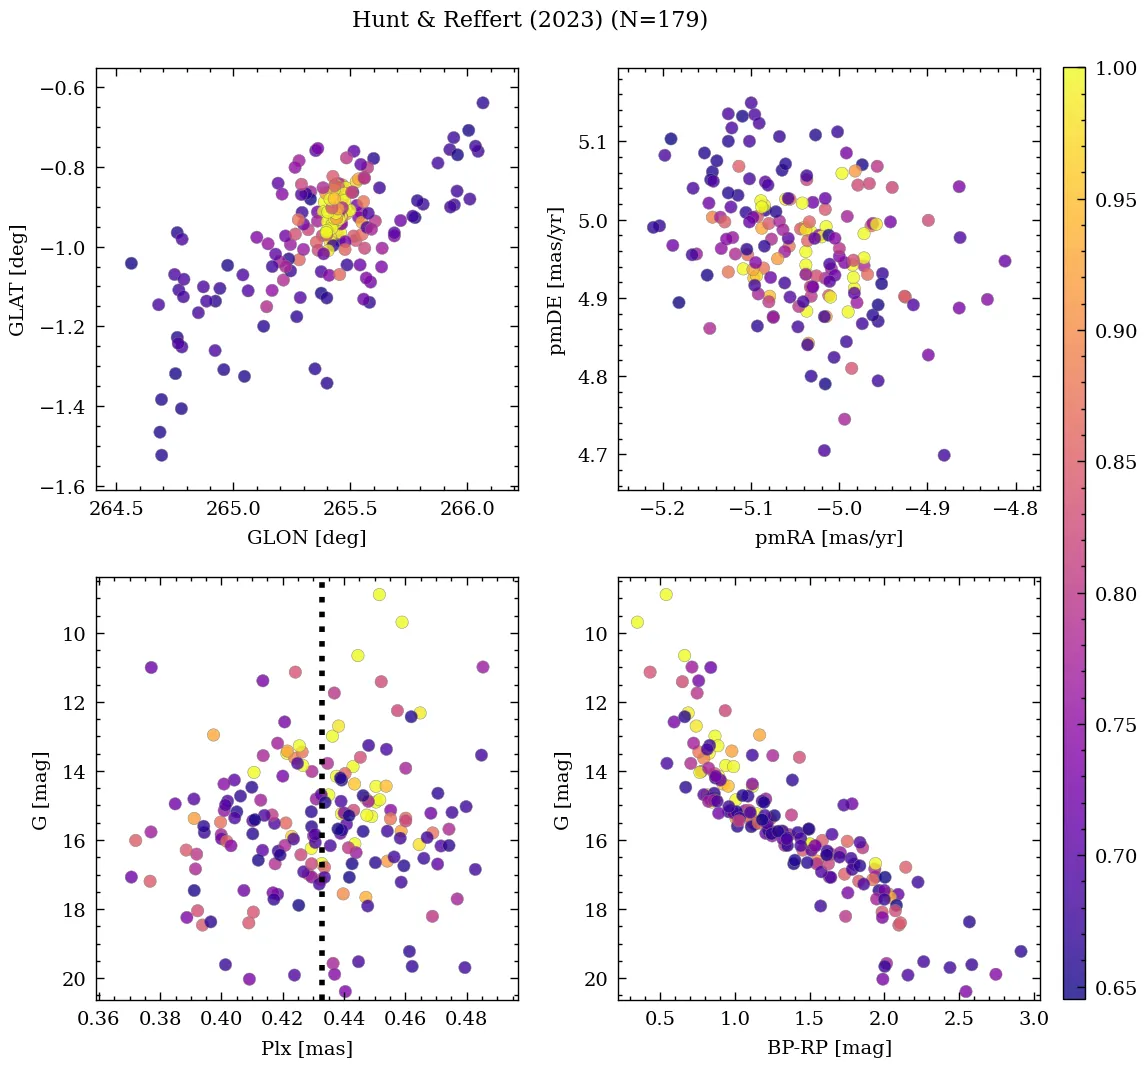 Hunt & Reffert (2023) (N=179)
−0.6
−0.8
−1.0
−1.2
−1.4
−1.6
GLAT [deg]
264.5 265.0 265.5 266.0
GLON [deg]
5.1
5.0
4.9
4.8
4.7
pmDE [mas/yr]
−5.2 −5.1 −5.0 −4.9 −4.8
pmRA [mas/yr]
10
12
14
16
18
20
G [mag]
0.36 0.38 0.40 0.42 0.44 0.46 0.48
Plx [mas]
10
12
14
16
18
20
G [mag]
0.5 1.0 1.5 2.0 2.5 3.0
BP-RP [mag]
1.00
0.95
0.90
0.85
0.80
0.75
0.70
0.65